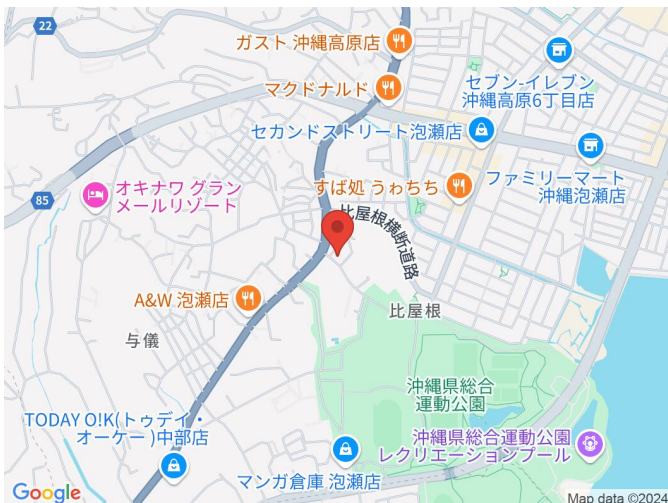 22
ガスト 沖縄高原店
マクドナルド
セブン-イレブン
沖縄高原6丁目店
セカンドストリート泡瀬店
85
オキナワ グラン
メールリゾート
すば処 うゎちち
ファミリーマート
沖縄泡瀬店
比屋根横断道路
A&W 泡瀬店
比屋根
与儀
沖縄県総合
運動公園
TODAY O!K(トゥデイ・
オーケー )中部店
沖縄県総合運動公園
レクリエーションプール
マンガ倉庫 泡瀬店
Google
Map data ©2024